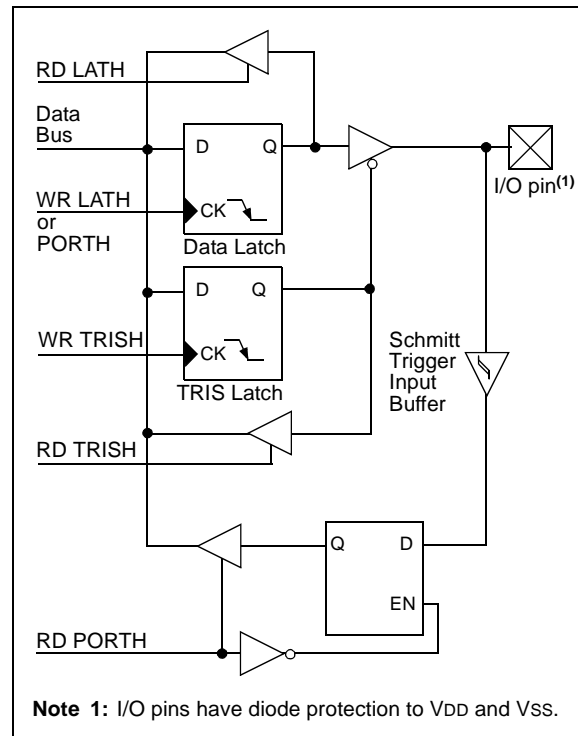 RD LATH
Data
Bus
D
Q
I/O pin(1)
WR LATH
or
PORTH
CK
Data Latch
D
Q
WR TRISH
CK
TRIS Latch
Schmitt
Trigger
Input
Buffer
RD TRISH
Q
D
EN
RD PORTH
Note 1: I/O pins have diode protection to VDD and VSS.